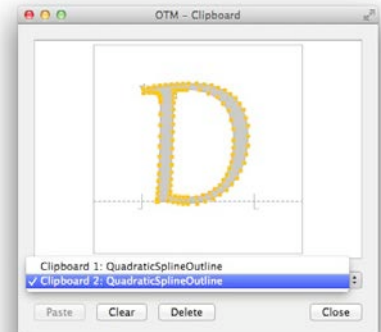 OTM - Clipboard
D
Clipboard 1: QuadraticSplineOutline
✓ Clipboard 2: QuadraticSplineOutline
Paste Clear Delete Close